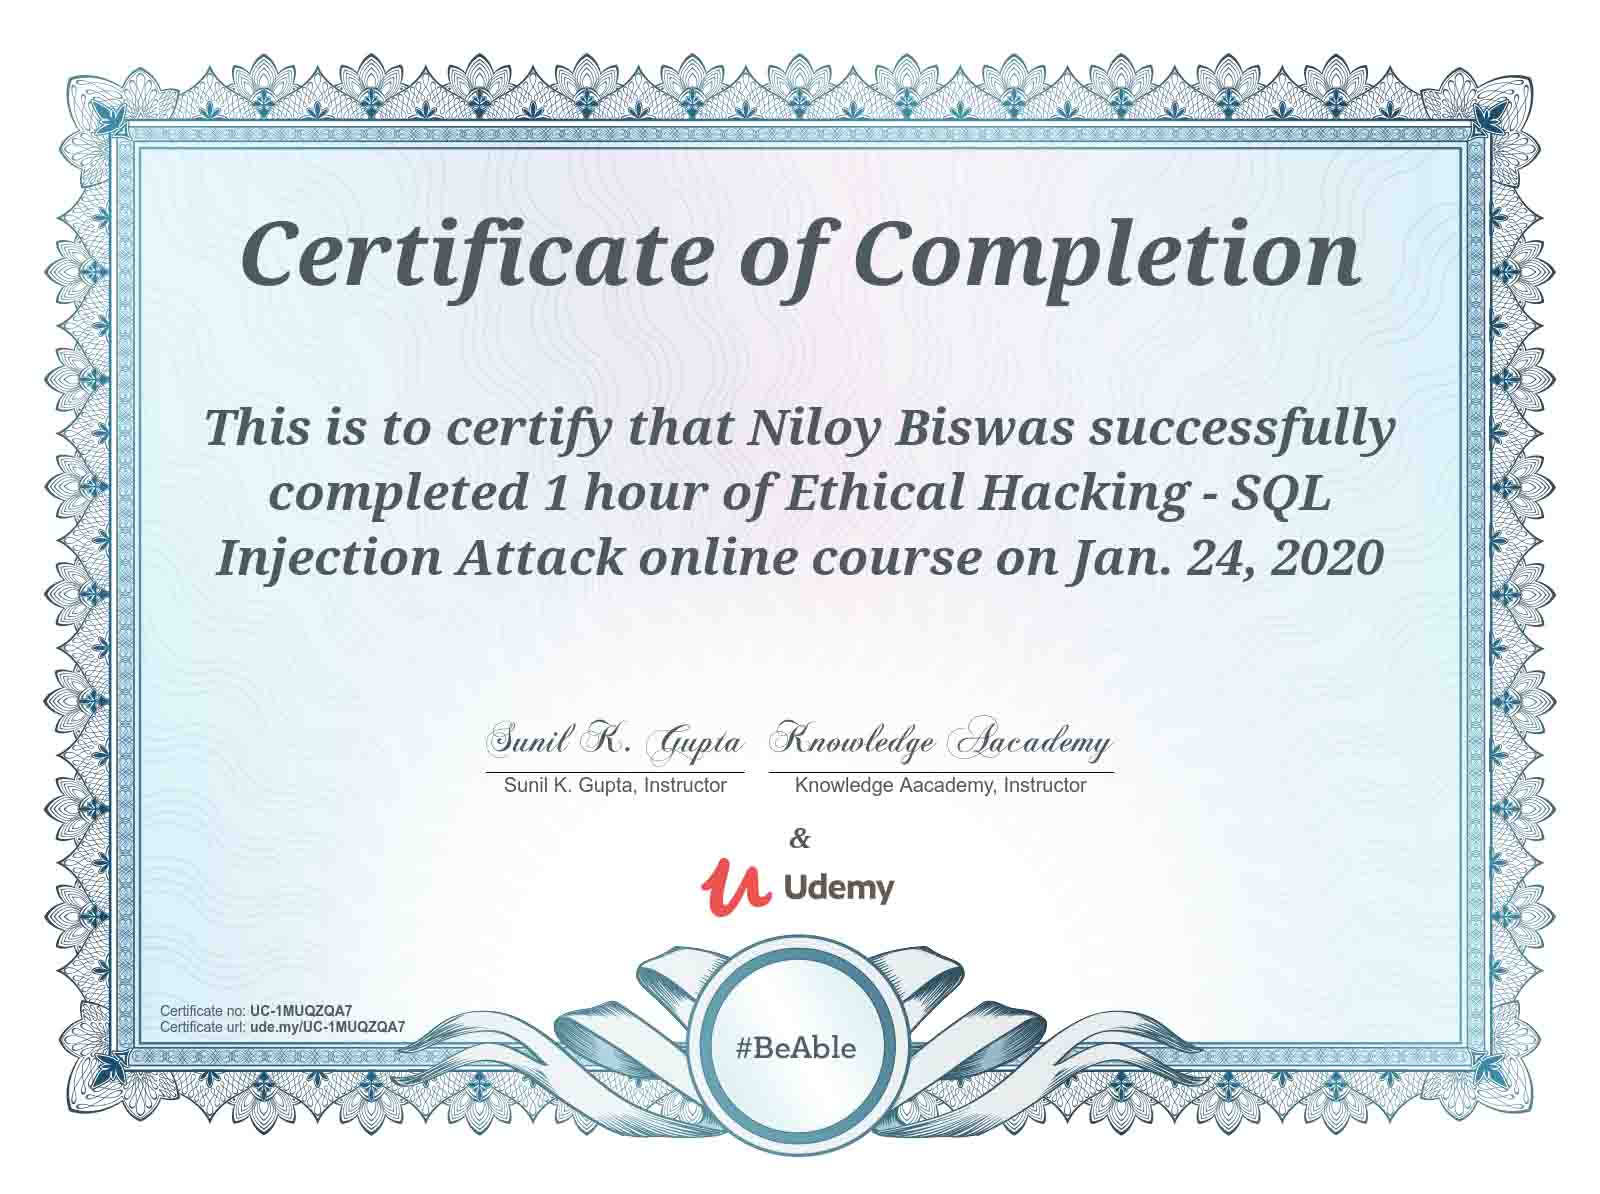 Certificate of Completion
This is to certify that Niloy Biswas successfully
completed 1 hour of Ethical Hacking - SQL
Injection Attack online course on Jan. 24, 2020
Sunil K. Gupta Knowledge Aacademy
Sunil K. Gupta, Instructor Knowledge Aacademy, Instructor
&
Udemy
Certificate no: UC-1MUQZQA7
Certificate url: ude.my/UC-1MUQZQA7
#BeAble